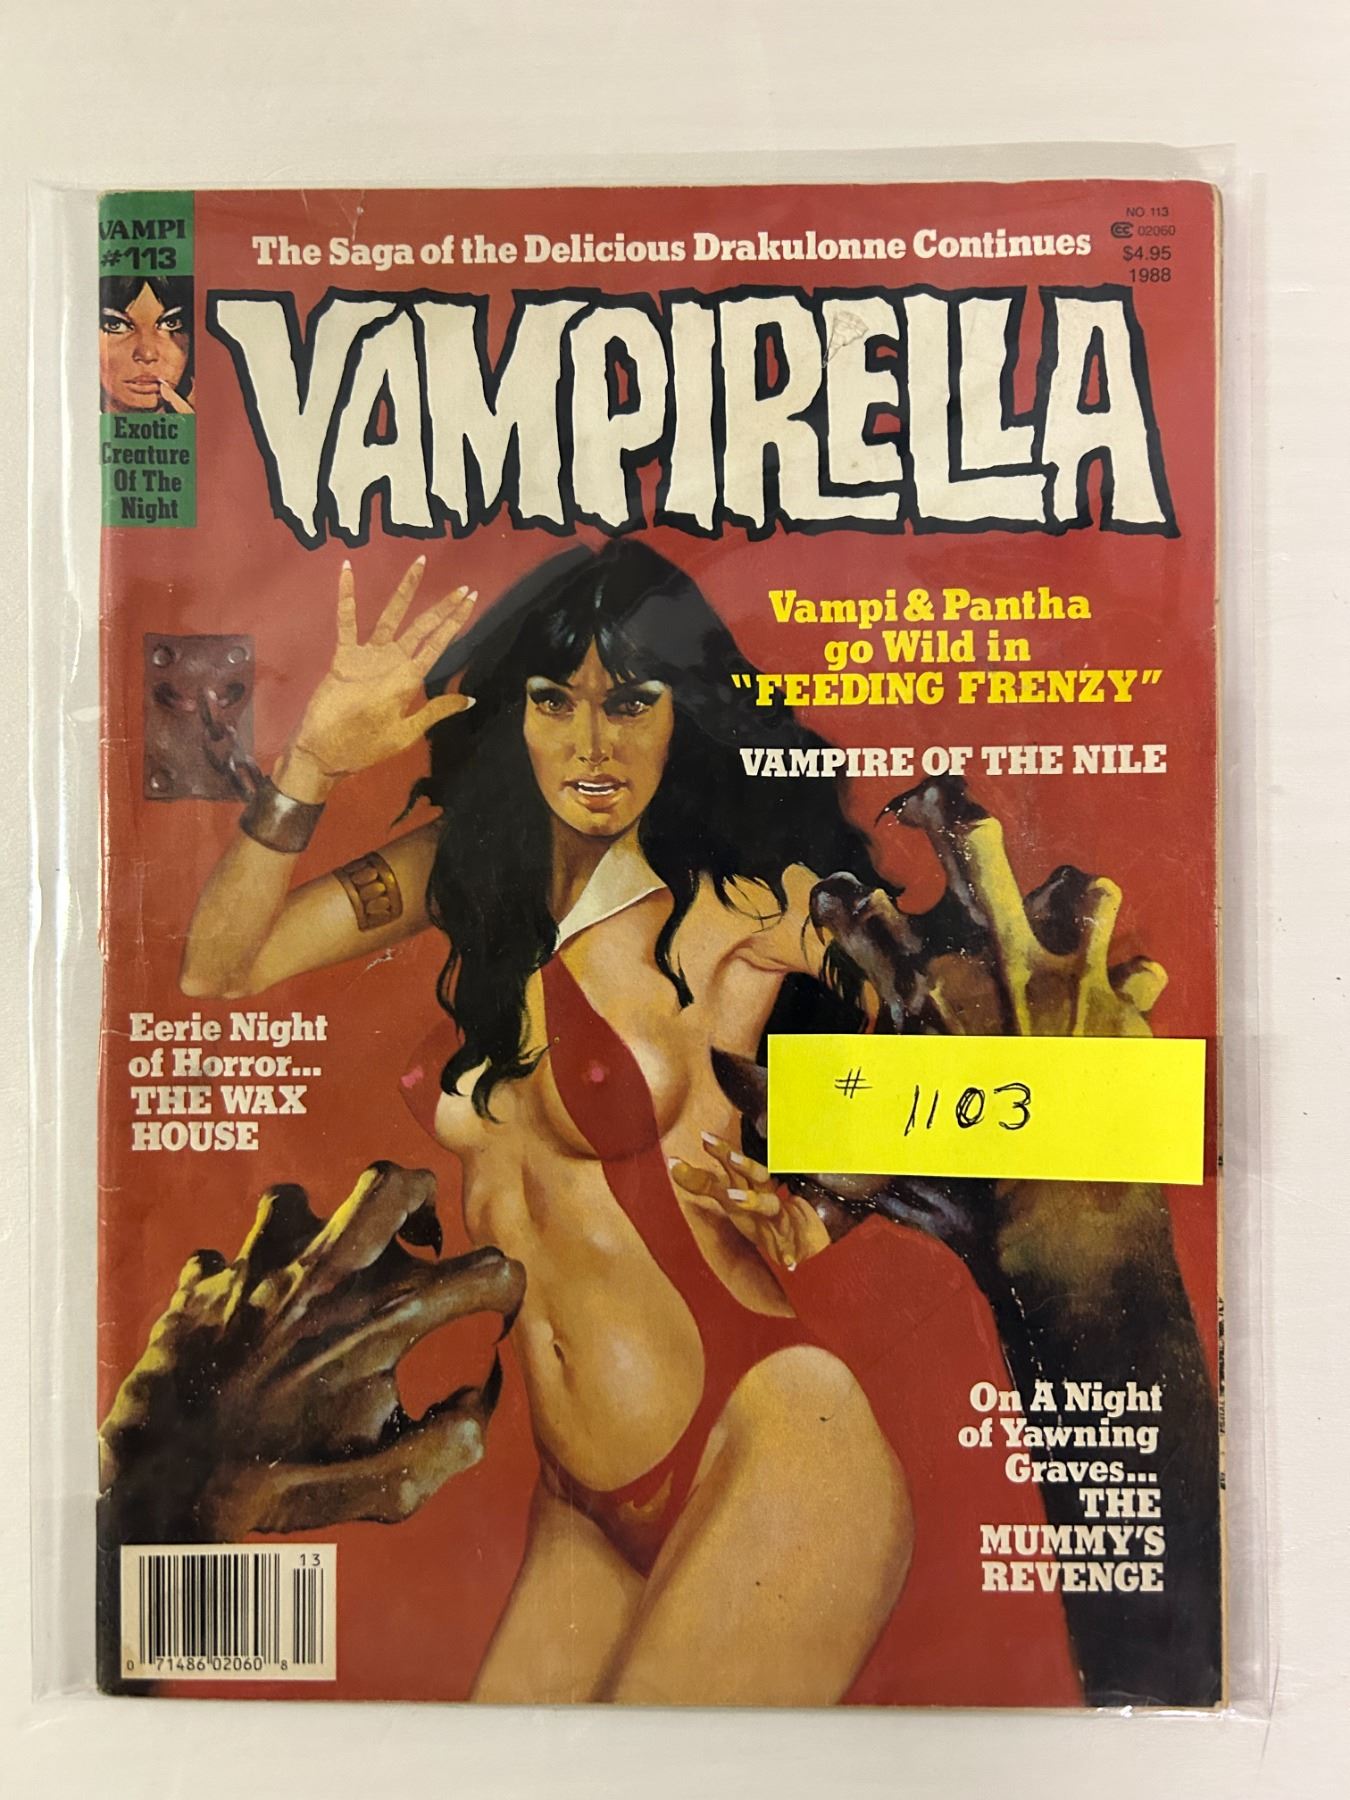 VAMPI
#113
Exotic
Creature
Of The
Night
The Saga of the Delicious Drakulonne Continues
NO. 113
CC 02060
$4.95
1988
VAMPIRELLA
Vampi & Pantha
go Wild in
"FEEDING FRENZY"
VAMPIRE OF THE NILE
Eerie Night
of Horror...
THE WAX
HOUSE
# 1103
On A Night
of Yawning
Graves...
THE
MUMMY'S
REVENGE
13
0 71486 02060 8